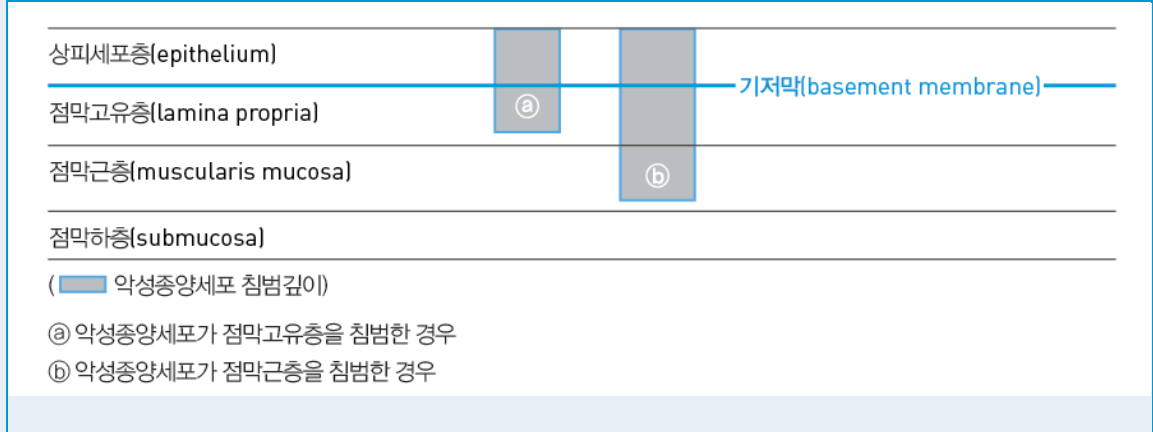 상피세포층(epithelium)
기저막(basement membrane)
점막고유층(lamina propria)
ⓐ
점막근층(muscularis mucosa)
ⓑ
점막하층(submucosa)
( 악성종양세포 침범깊이)
ⓐ 악성종양세포가 점막고유층을 침범한 경우
ⓑ 악성종양세포가 점막근층을 침범한 경우